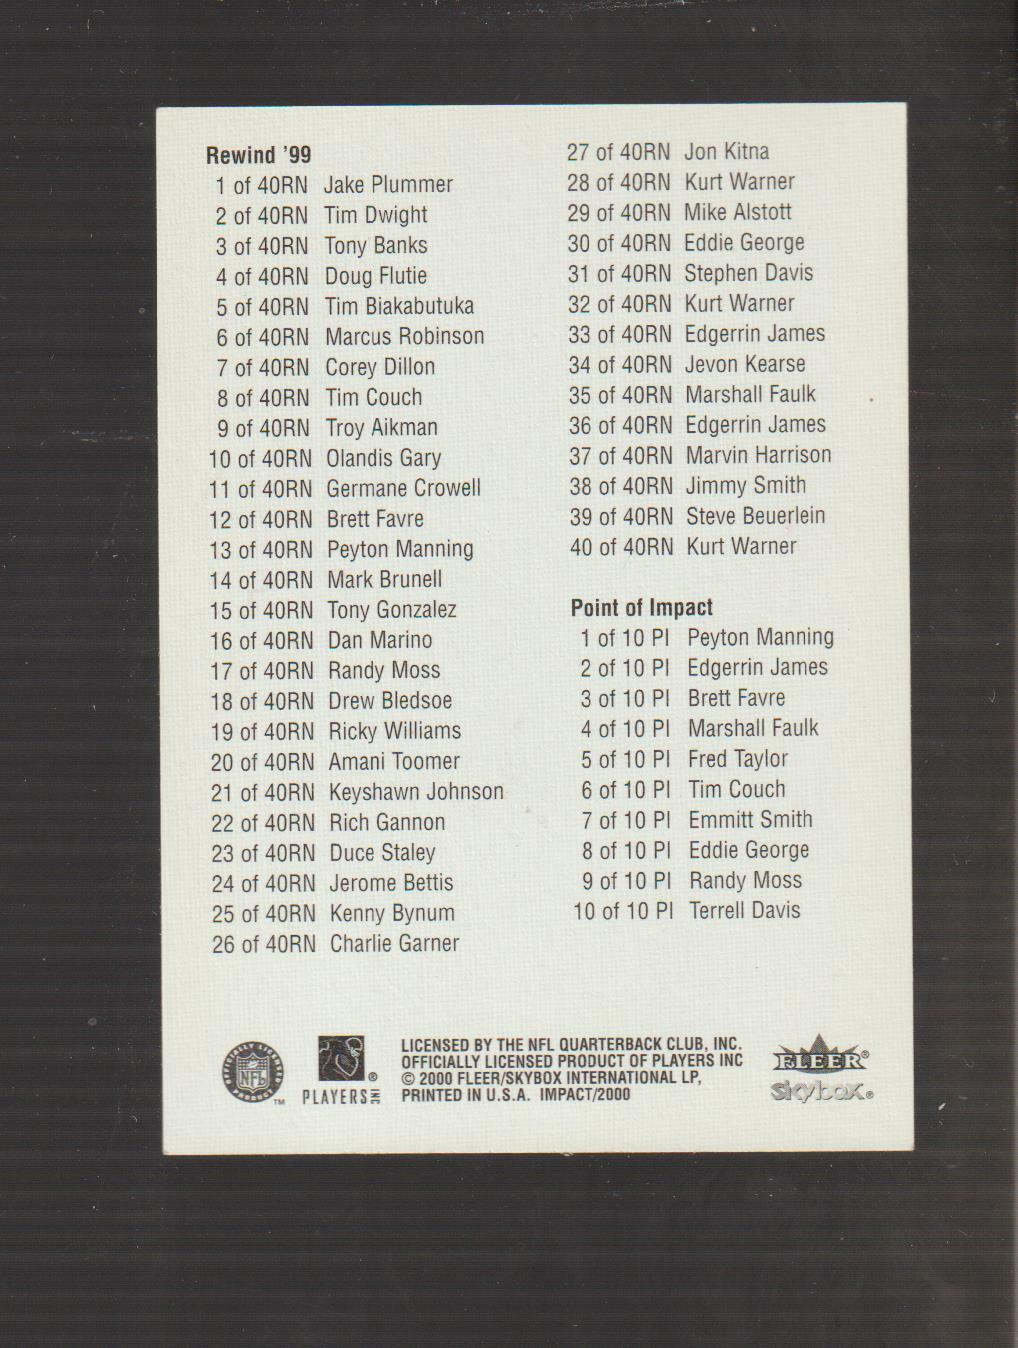 Rewind '99
1 of 40RN Jake Plummer
2 of 40RN Tim Dwight
3 of 40RN Tony Banks
4 of 40RN Doug Flutie
5 of 40RN Tim Biakabutuka
6 of 40RN Marcus Robinson
7 of 40RN Corey Dillon
8 of 40RN Tim Couch
9 of 40RN Troy Aikman
10 of 40RN Olandis Gary
11 of 40RN Germane Crowell
12 of 40RN Brett Favre
13 of 40RN Peyton Manning
14 of 40RN Mark Brunell
15 of 40RN Tony Gonzalez
16 of 40RN Dan Marino
17 of 40RN Randy Moss
18 of 40RN Drew Bledsoe
19 of 40RN Ricky Williams
20 of 40RN Amani Toomer
21 of 40RN Keyshawn Johnson
22 of 40RN Rich Gannon
23 of 40RN Duce Staley
24 of 40RN Jerome Bettis
25 of 40RN Kenny Bynum
26 of 40RN Charlie Garner
27 of 40RN Jon Kitna
28 of 40RN Kurt Warner
29 of 40RN Mike Alstott
30 of 40RN Eddie George
31 of 40RN Stephen Davis
32 of 40RN Kurt Warner
33 of 40RN Edgerrin James
34 of 40RN Jevon Kearse
35 of 40RN Marshall Faulk
36 of 40RN Edgerrin James
37 of 40RN Marvin Harrison
38 of 40RN Jimmy Smith
39 of 40RN Steve Beuerlein
40 of 40RN Kurt Warner
Point of Impact
1 of 10 PI Peyton Manning
2 of 10 PI Edgerrin James
3 of 10 PI Brett Favre
4 of 10 PI Marshall Faulk
5 of 10 PI Fred Taylor
6 of 10 PI Tim Couch
7 of 10 PI Emmitt Smith
8 of 10 PI Eddie George
9 of 10 PI Randy Moss
10 of 10 PI Terrell Davis
OFFICIALLY LICENSED PRODUCT
NFL
TM
PLAYERS INC ®
LICENSED BY THE NFL QUARTERBACK CLUB, INC.
OFFICIALLY LICENSED PRODUCT OF PLAYERS INC
© 2000 FLEER/SKYBOX INTERNATIONAL LP,
PRINTED IN U.S.A. IMPACT/2000
FLEER®
skybox®